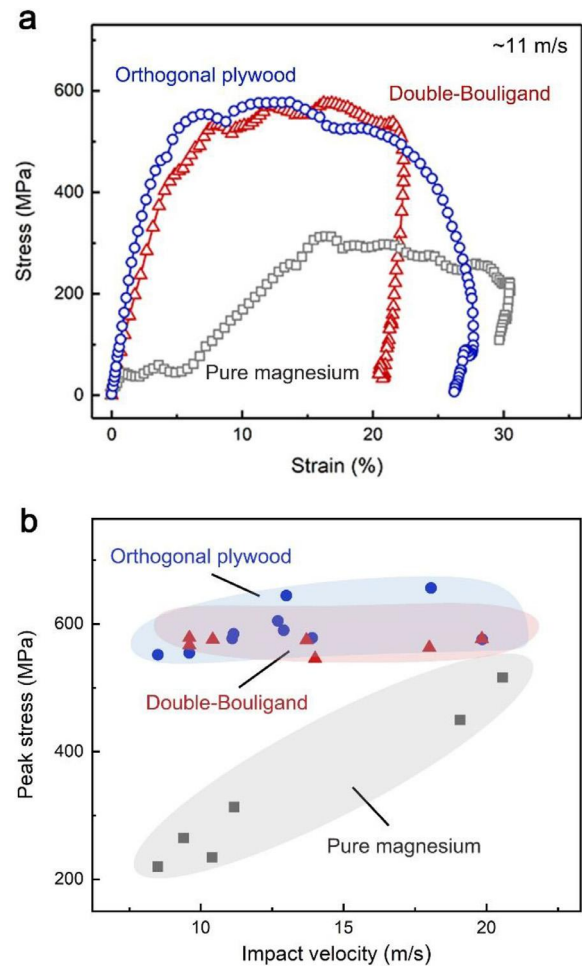 a
~11 m/s
Orthogonal plywood
Double-Bouligand
Pure magnesium
Stress (MPa)
600
400
200
0
0
10
20
30
Strain (%)
b
Orthogonal plywood
Double-Bouligand
Pure magnesium
Peak stress (MPa)
600
400
200
10
15
20
Impact velocity (m/s)